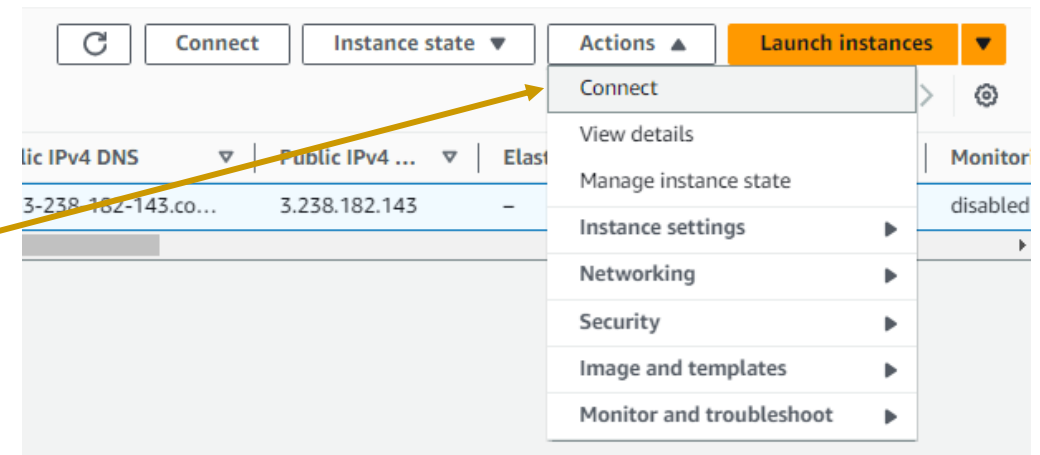 Connect Instance state Actions Launch instances
Connect
View details
lic IPv4 DNS Public IPv4 ... Elast Monitor
Manage instance state
3-238-182-143.co... 3.238.182.143 – disabled
Instance settings
Networking
Security
Image and templates
Monitor and troubleshoot